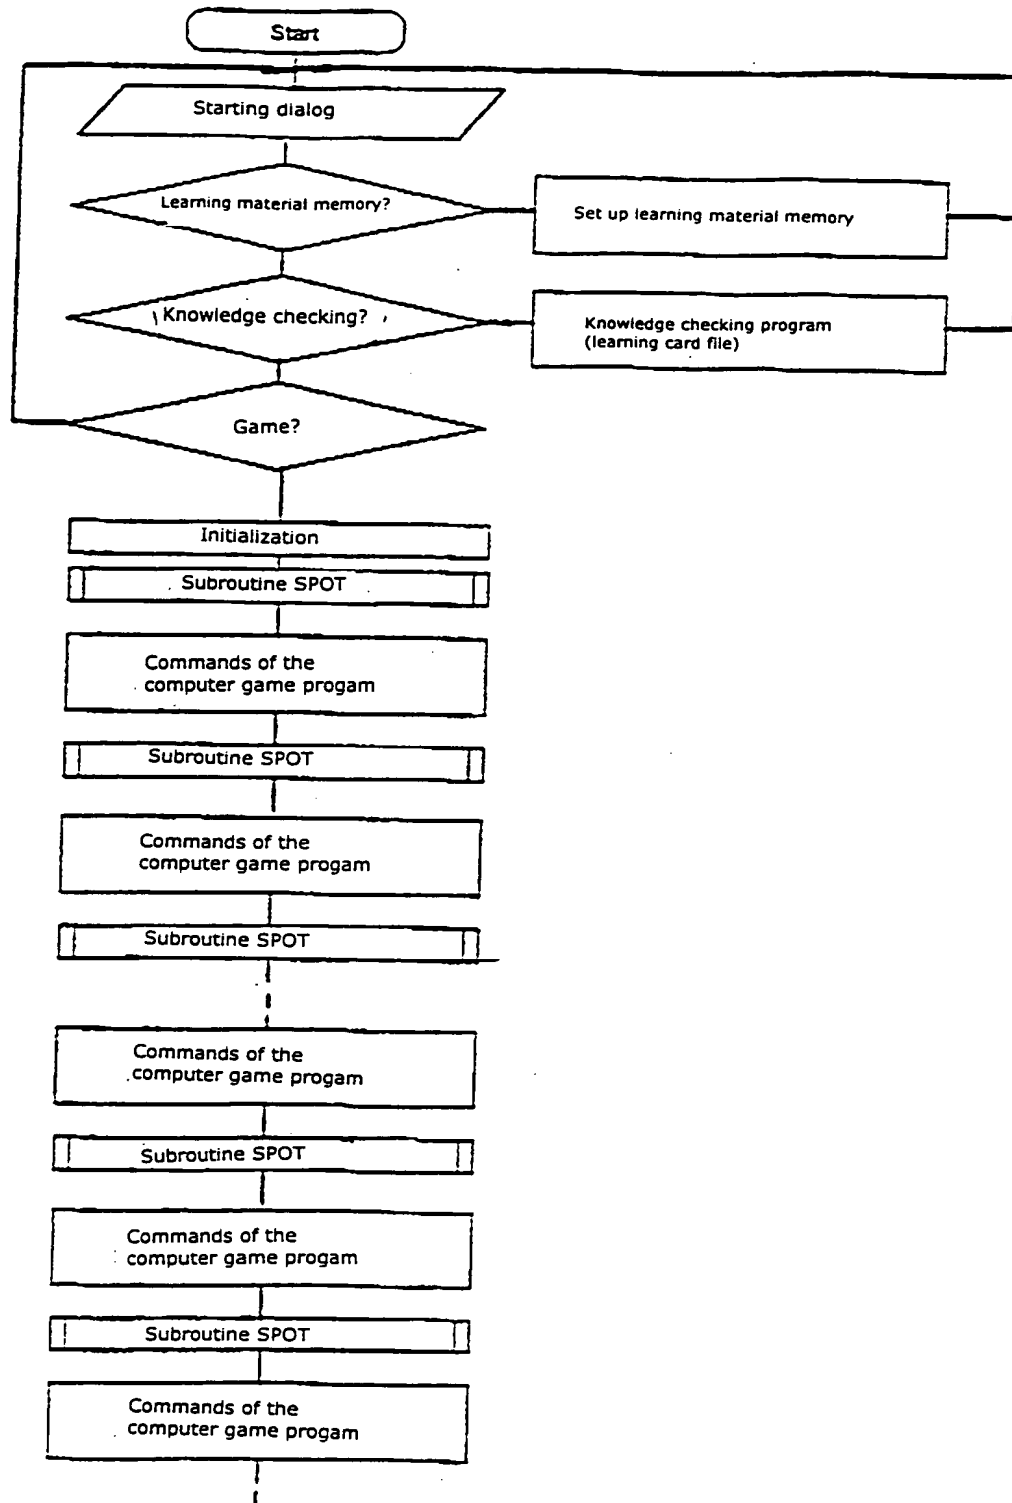 Start
Starting dialog
Learning material memory?
Set up learning material memory
Knowledge checking?
Knowledge checking program
(learning card file)
Game?
Initialization
Subroutine SPOT
Commands of the
computer game progam
Subroutine SPOT
Commands of the
computer game progam
Subroutine SPOT
Commands of the
computer game progam
Subroutine SPOT
Commands of the
computer game progam
Subroutine SPOT
Commands of the
computer game progam